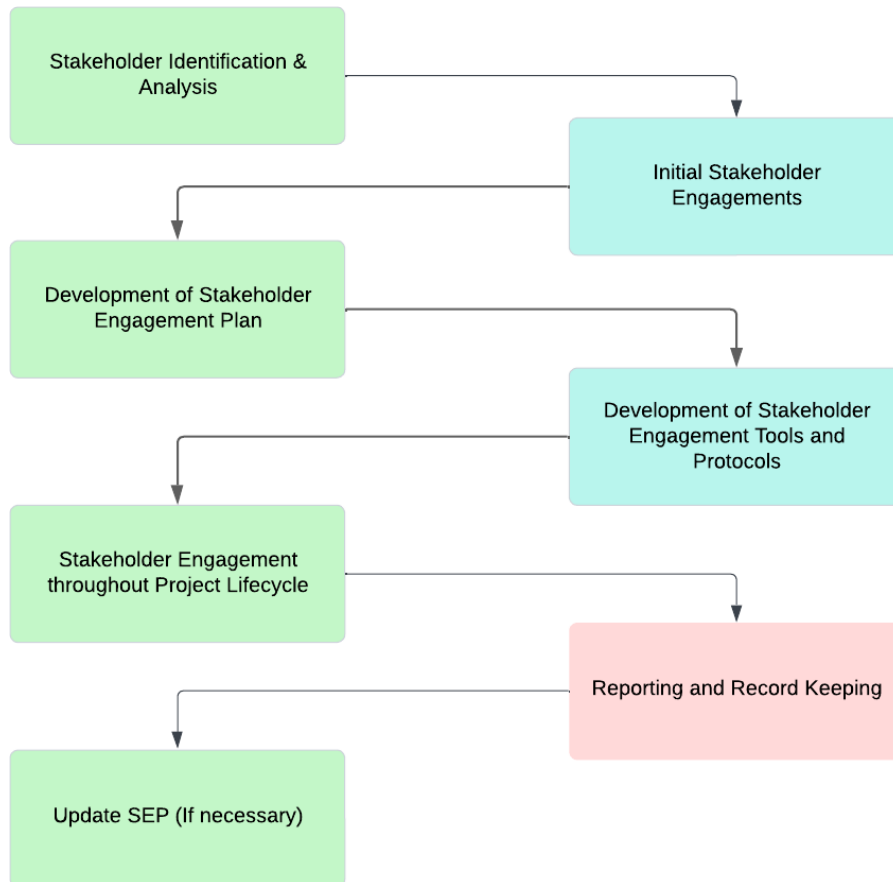 Stakeholder Identification &
Analysis
Initial Stakeholder
Engagements
Development of Stakeholder
Engagement Plan
Development of Stakeholder
Engagement Tools and
Protocols
Stakeholder Engagement
throughout Project Lifecycle
Reporting and Record Keeping
Update SEP (If necessary)